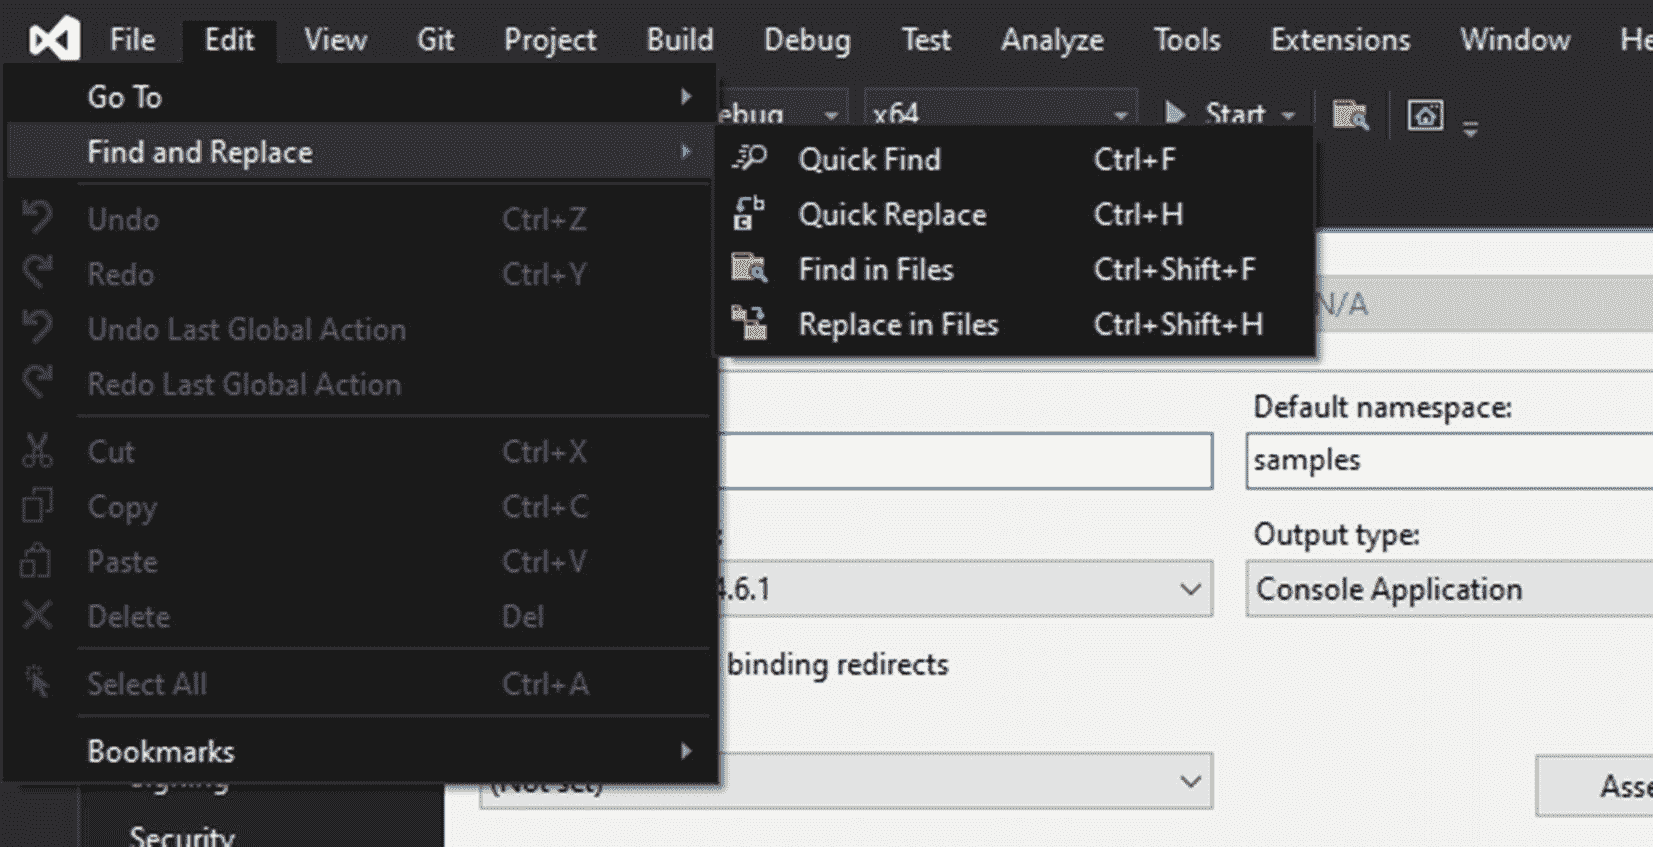 File Edit View Git Project Build Debug Test Analyze Tools Extensions Window
Go To
ebug x64 Start
Find and Replace
Quick Find Ctrl+F
Quick Replace Ctrl+H
Find in Files Ctrl+Shift+F
Replace in Files Ctrl+Shift+H
Undo Ctrl+Z
Redo Ctrl+Y
Undo Last Global Action
Redo Last Global Action
N/A
Cut Ctrl+X
Copy Ctrl+C
Paste Ctrl+V
Delete Del
Select All Ctrl+A
Bookmarks
Default namespace:
samples
Output type:
4.6.1
Console Application
binding redirects
(Not set)
Signing
Security